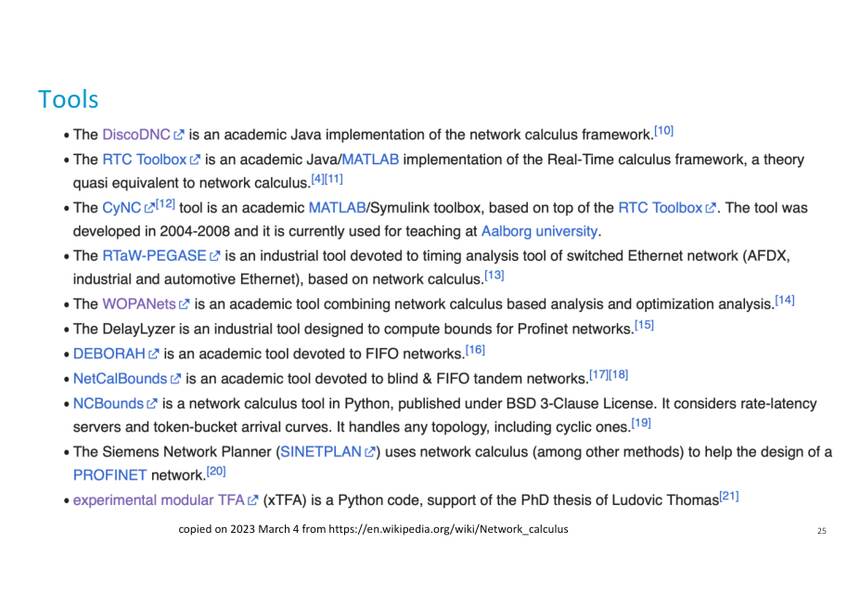 Tools
• The DiscoDNC is an academic Java implementation of the network calculus framework.[10]
• The RTC Toolbox is an academic Java/MATLAB implementation of the Real-Time calculus framework, a theory
quasi equivalent to network calculus.[4][11]
• The CyNC[12] tool is an academic MATLAB/Symulink toolbox, based on top of the RTC Toolbox. The tool was
developed in 2004-2008 and it is currently used for teaching at Aalborg university.
• The RTaW-PEGASE is an industrial tool devoted to timing analysis tool of switched Ethernet network (AFDX,
industrial and automotive Ethernet), based on network calculus.[13]
• The WOPANets is an academic tool combining network calculus based analysis and optimization analysis.[14]
• The DelayLyzer is an industrial tool designed to compute bounds for Profinet networks.[15]
• DEBORAH is an academic tool devoted to FIFO networks.[16]
• NetCalBounds is an academic tool devoted to blind & FIFO tandem networks.[17][18]
• NCBounds is a network calculus tool in Python, published under BSD 3-Clause License. It considers rate-latency
servers and token-bucket arrival curves. It handles any topology, including cyclic ones.[19]
• The Siemens Network Planner (SINETPLAN) uses network calculus (among other methods) to help the design of a
PROFINET network.[20]
• experimental modular TFA (xTFA) is a Python code, support of the PhD thesis of Ludovic Thomas[21]
copied on 2023 March 4 from https://en.wikipedia.org/wiki/Network_calculus
25